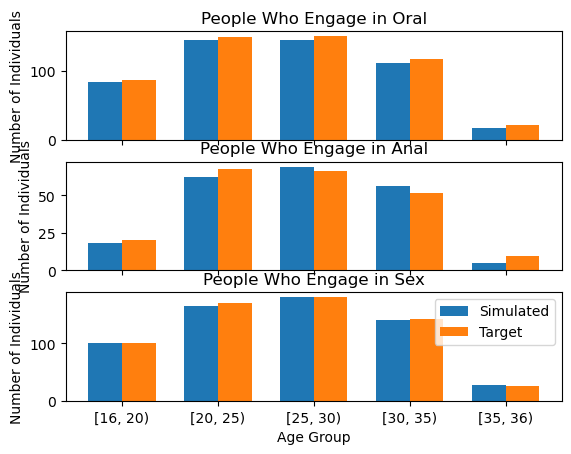 People Who Engage in Oral
Number of Individuals
100
0
People Who Engage in Anal
Number of Individuals
50
25
0
People Who Engage in Sex
Number of Individuals
100
0
Simulated
Target
[16, 20) [20, 25) [25, 30) [30, 35) [35, 36)
Age Group